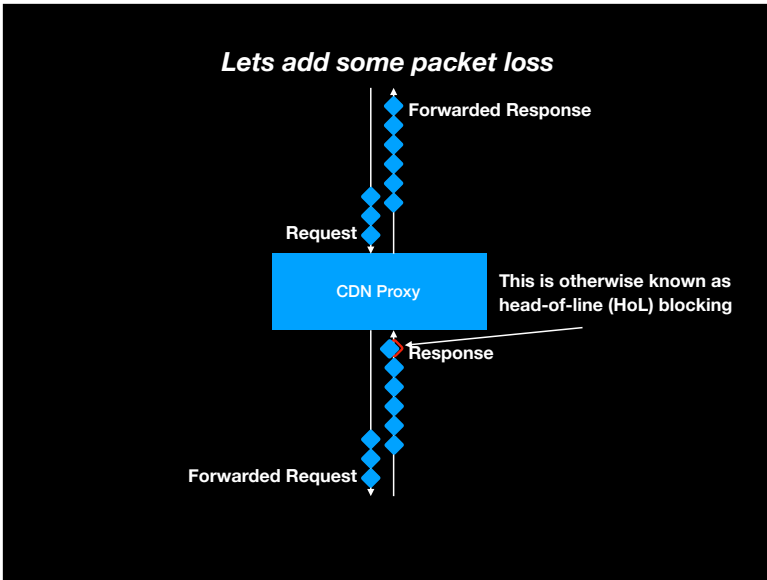 Lets add some packet loss
Forwarded Response
Request
CDN Proxy
This is otherwise known as
head-of-line (HoL) blocking
Response
Forwarded Request